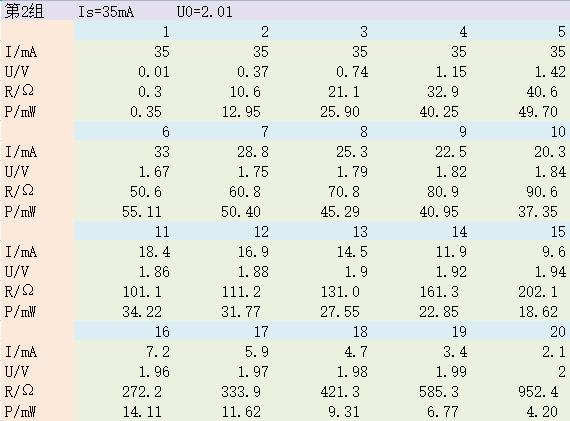 第2组 Is=35mA U0=2.01
1 2 3 4 5
I/mA 35 35 35 35 35
U/V 0.01 0.37 0.74 1.15 1.42
R/Ω 0.3 10.6 21.1 32.9 40.6
P/mW 0.35 12.95 25.90 40.25 49.70
6 7 8 9 10
I/mA 33 28.8 25.3 22.5 20.3
U/V 1.67 1.75 1.79 1.82 1.84
R/Ω 50.6 60.8 70.8 80.9 90.6
P/mW 55.11 50.40 45.29 40.95 37.35
11 12 13 14 15
I/mA 18.4 16.9 14.5 11.9 9.6
U/V 1.86 1.88 1.9 1.92 1.94
R/Ω 101.1 111.2 131.0 161.3 202.1
P/mW 34.22 31.77 27.55 22.85 18.62
16 17 18 19 20
I/mA 7.2 5.9 4.7 3.4 2.1
U/V 1.96 1.97 1.98 1.99 2
R/Ω 272.2 333.9 421.3 585.3 952.4
P/mW 14.11 11.62 9.31 6.77 4.20